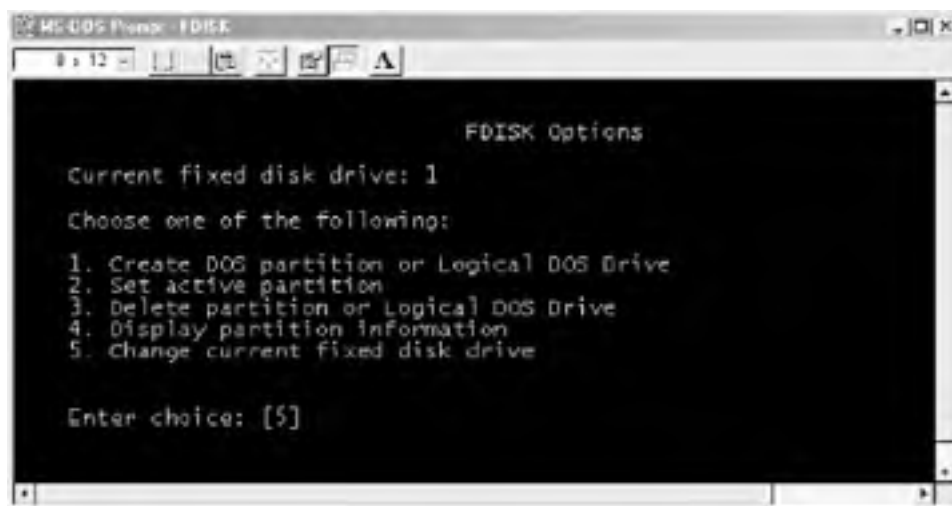 MS-DOS Prompt - FDISK
8 x 12
A
FDISK Options
Current fixed disk drive: 1
Choose one of the following:
1. Create DOS partition or Logical DOS Drive
2. Set active partition
3. Delete partition or Logical DOS Drive
4. Display partition information
5. Change current fixed disk drive
Enter choice: [5]